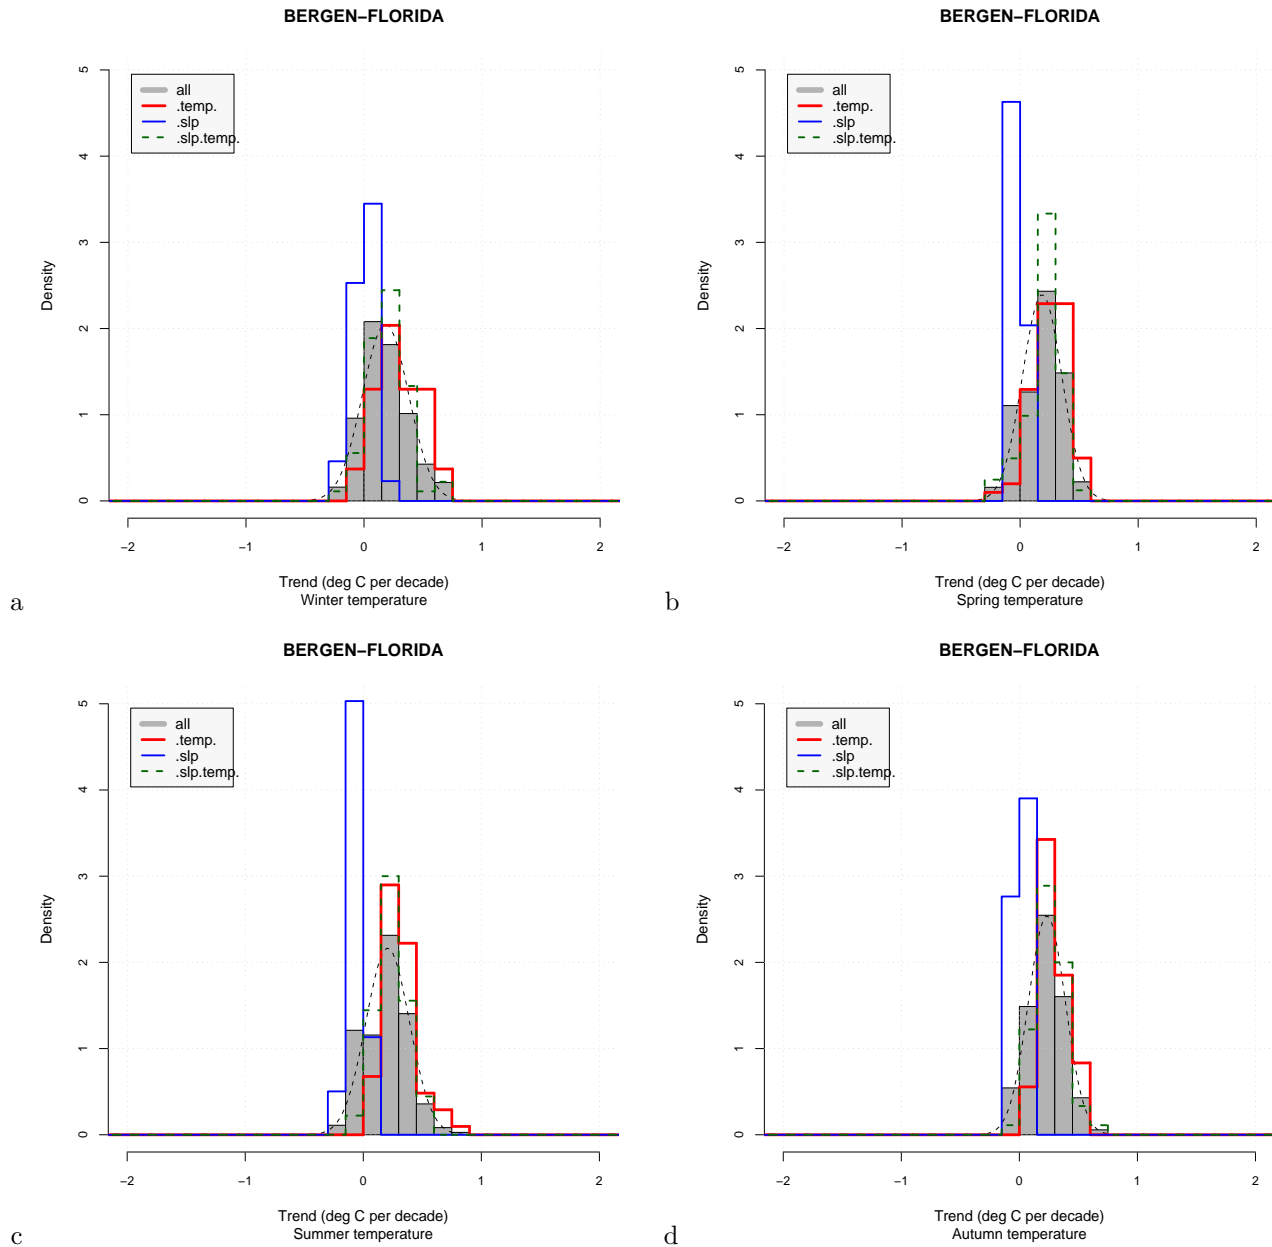 BERGEN−FLORIDA
all
.temp.
.slp
.slp.temp.
Density
0
1
2
3
4
5
−2
−1
0
1
2
Trend (deg C per decade)
Winter temperature
a
BERGEN−FLORIDA
all
.temp.
.slp
.slp.temp.
Density
0
1
2
3
4
5
−2
−1
0
1
2
Trend (deg C per decade)
Spring temperature
b
BERGEN−FLORIDA
all
.temp.
.slp
.slp.temp.
Density
0
1
2
3
4
5
−2
−1
0
1
2
Trend (deg C per decade)
Summer temperature
c
BERGEN−FLORIDA
all
.temp.
.slp
.slp.temp.
Density
0
1
2
3
4
5
−2
−1
0
1
2
Trend (deg C per decade)
Autumn temperature
d